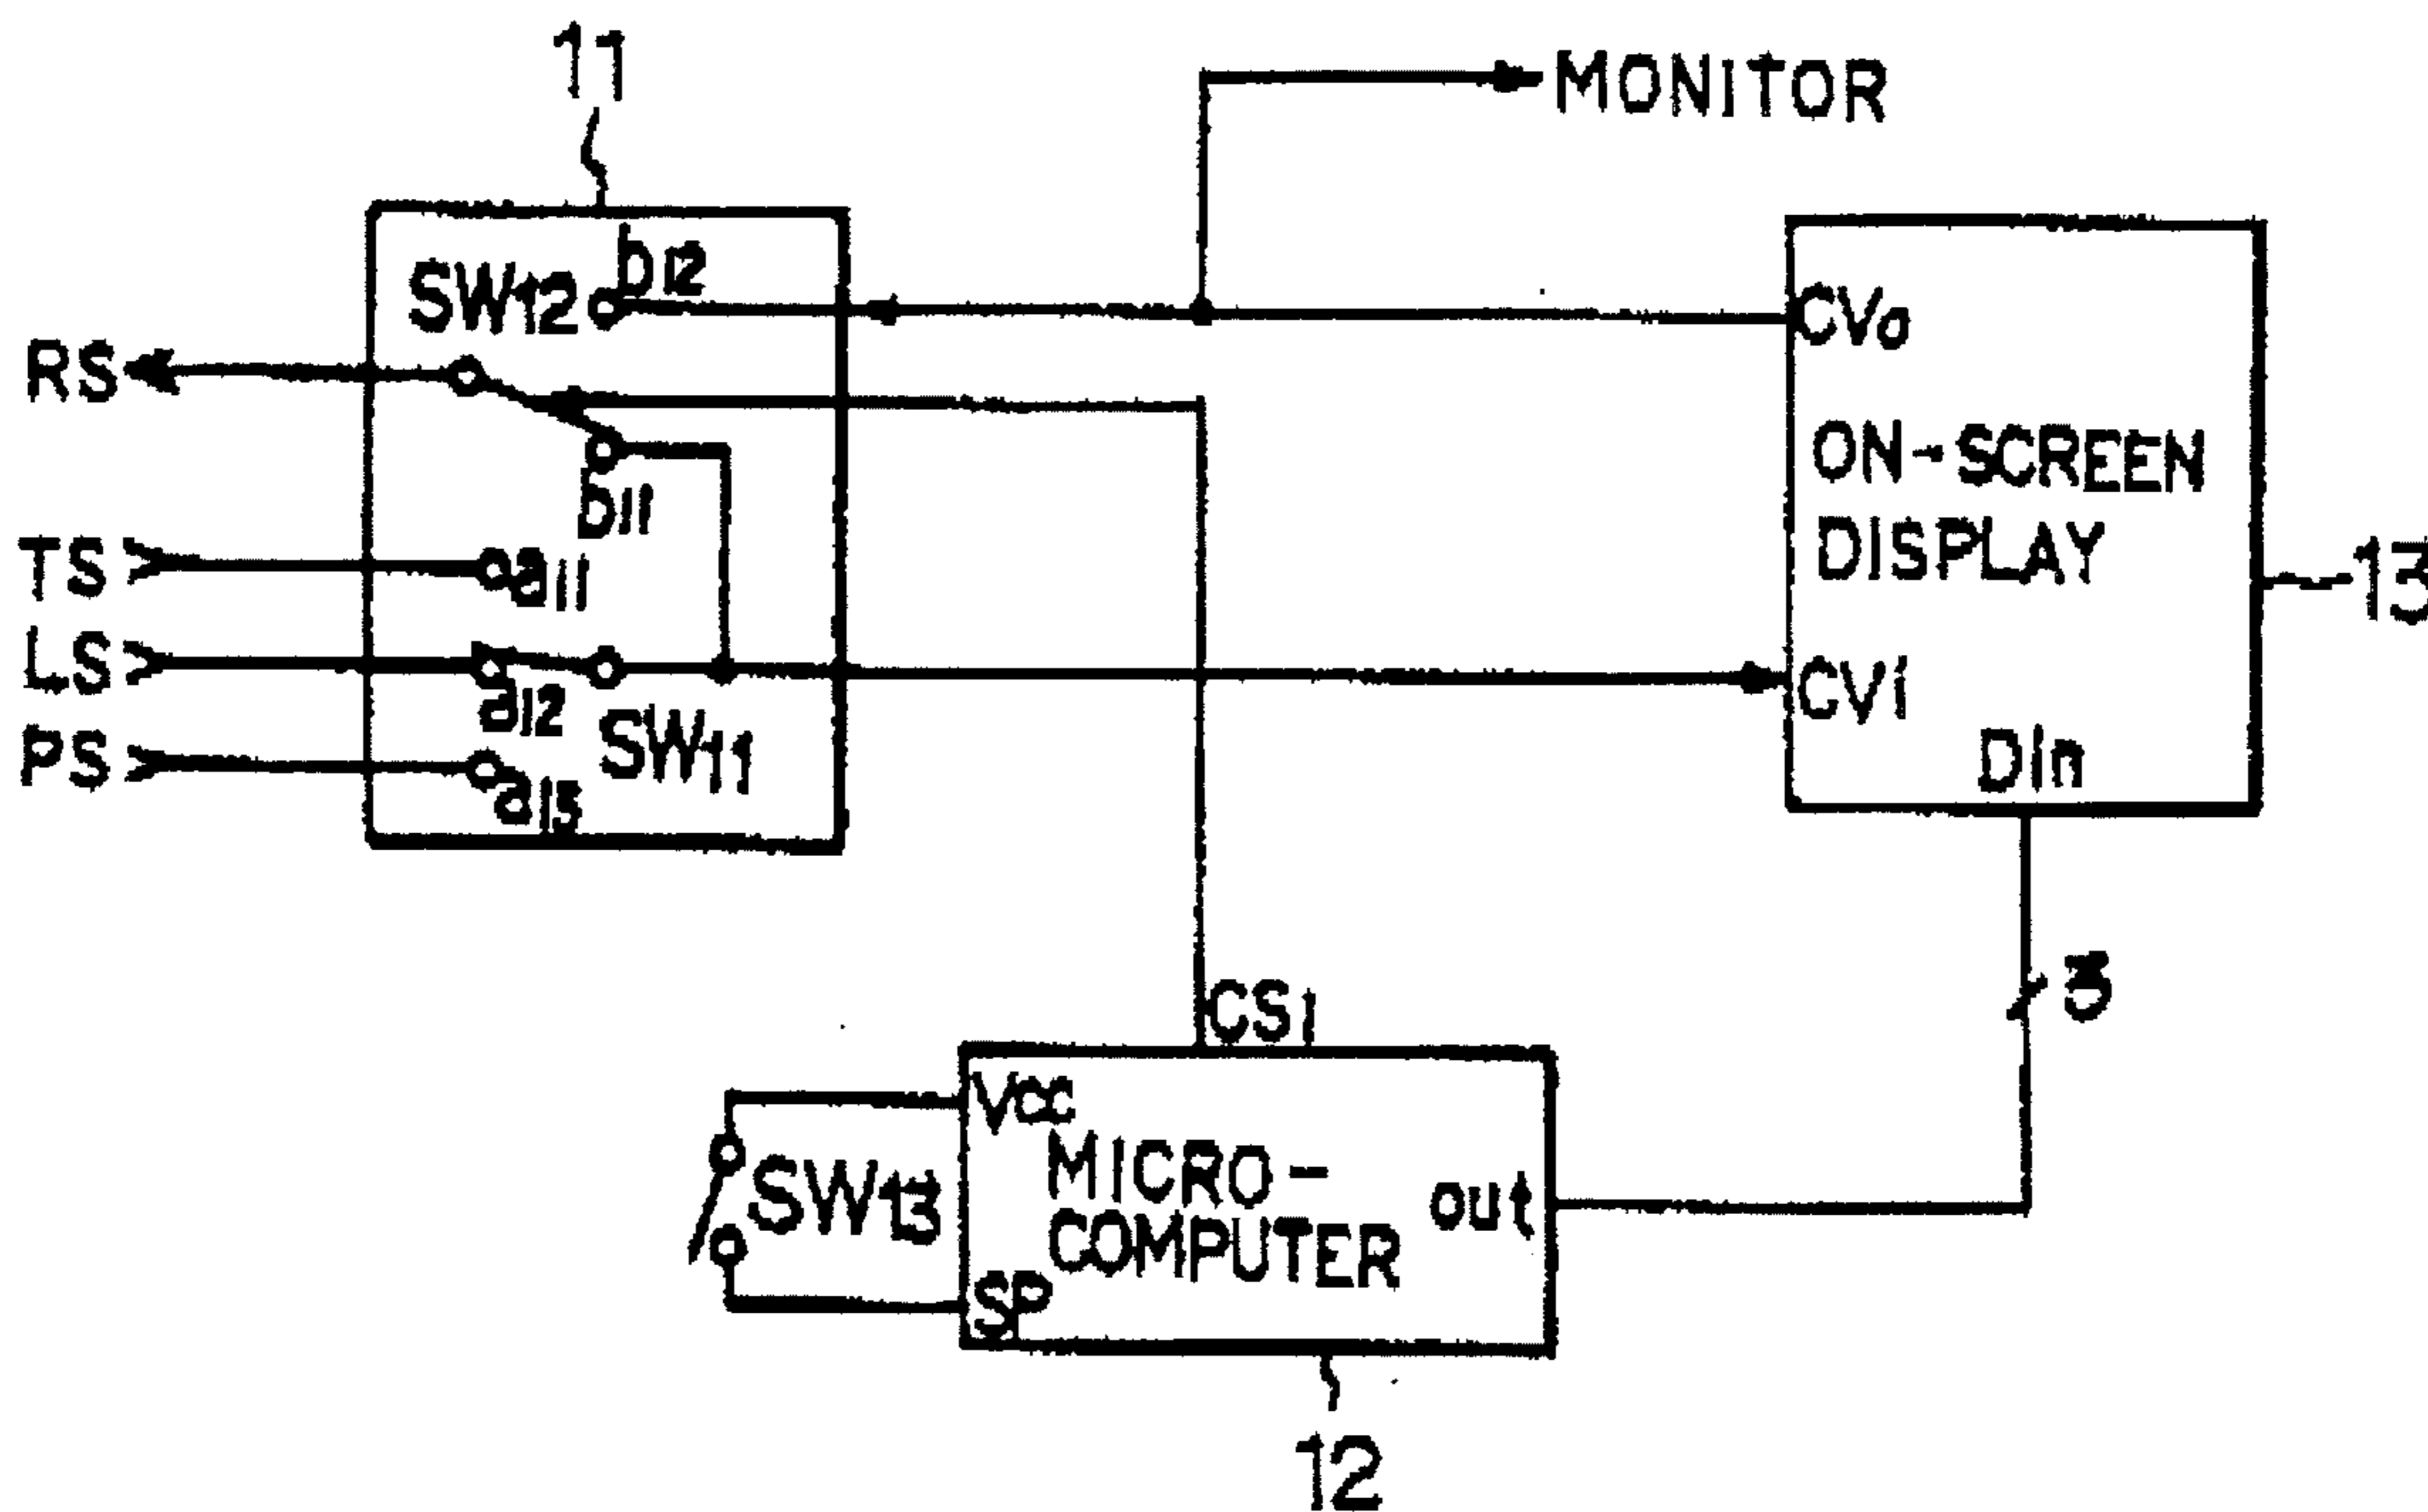 11
MONITOR
SW12
b12
CVo
RS
ON-SCREEN
DISPLAY
b11
TS
a11
13
LS
a12
CVi
SW11
PS
a13
Din
3
CS1
Vcc
MICRO-
COMPUTER
out
SW13
SP
12